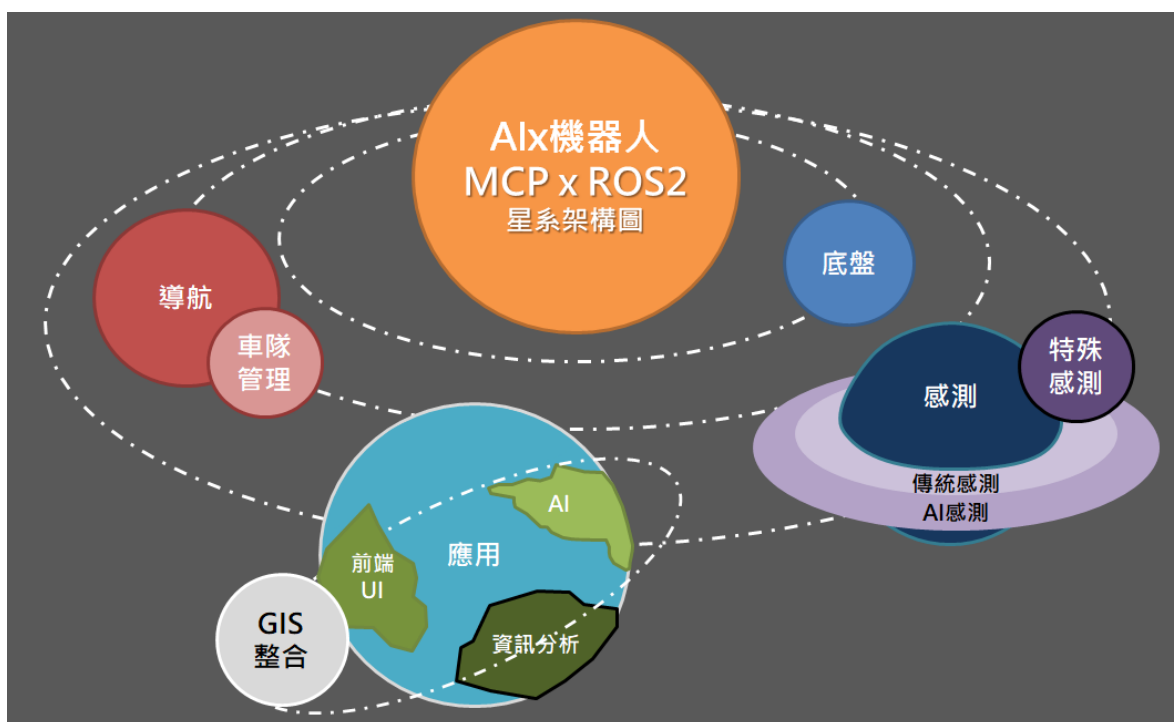 AIx機器人
MCP x ROS2
星系架構圖
導航
車隊
管理
底盤
感測
特殊
感測
傳統感測
AI感測
應用
AI
前端
UI
資訊分析
GIS
整合